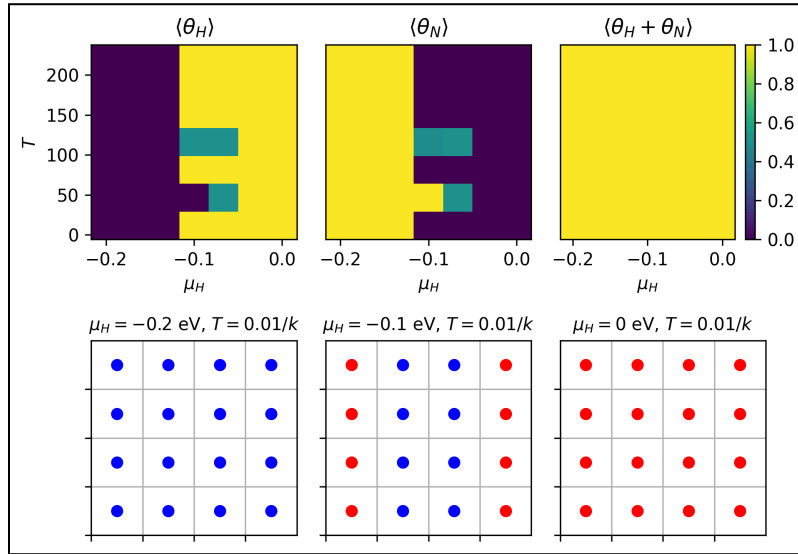 ⟨θ_H⟩ ⟨θ_N⟩ ⟨θ_H + θ_N⟩
T
200
150
100
50
0
−0.2 −0.1 0.0
μ_H
−0.2 −0.1 0.0
μ_H
−0.2 −0.1 0.0
μ_H
1.0
0.8
0.6
0.4
0.2
0.0
μ_H = −0.2 eV, T = 0.01/k
μ_H = −0.1 eV, T = 0.01/k
μ_H = 0 eV, T = 0.01/k